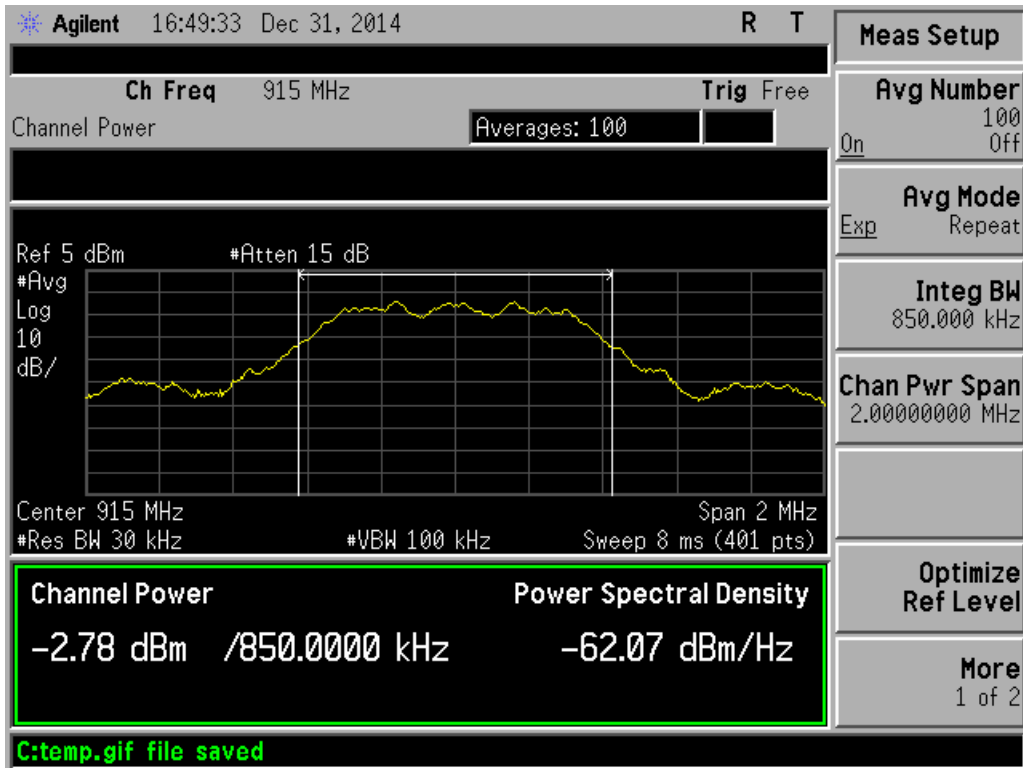 Agilent 16:49:33 Dec 31, 2014 R T
Ch Freq 915 MHz Trig Free
Channel Power Averages: 100
Ref 5 dBm #Atten 15 dB
#Avg
Log
10
dB/
Center 915 MHz Span 2 MHz
#Res BW 30 kHz #VBW 100 kHz Sweep 8 ms (401 pts)
Channel Power Power Spectral Density
-2.78 dBm /850.0000 kHz -62.07 dBm/Hz
C:temp.gif file saved
Meas Setup
Avg Number
100
On Off
Avg Mode
Exp Repeat
Integ BW
850.000 kHz
Chan Pwr Span
2.00000000 MHz
Optimize
Ref Level
More
1 of 2